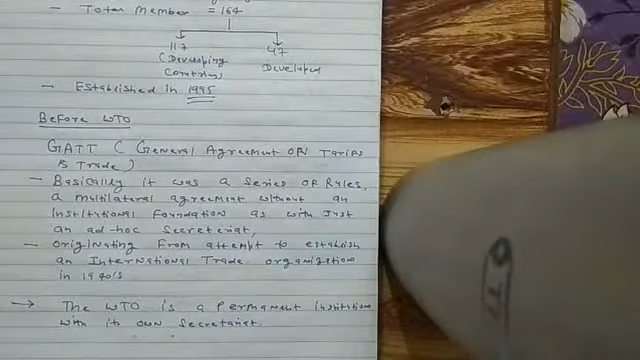 - Total Member = 164
117 47
(Developing Developed
countries)
- Established in 1995
Before WTO
GATT ( General Agreement ON Tarifs
& Trade )
- Basically it was a series of Rules,
a multilateral agreement without an
institutional Foundation as with Just
an ad-hoc secretariat,
- Originating From attempt to establish
an International Trade organization
in 1940's
→ The WTO is a permanent institution
with its own secretariat.